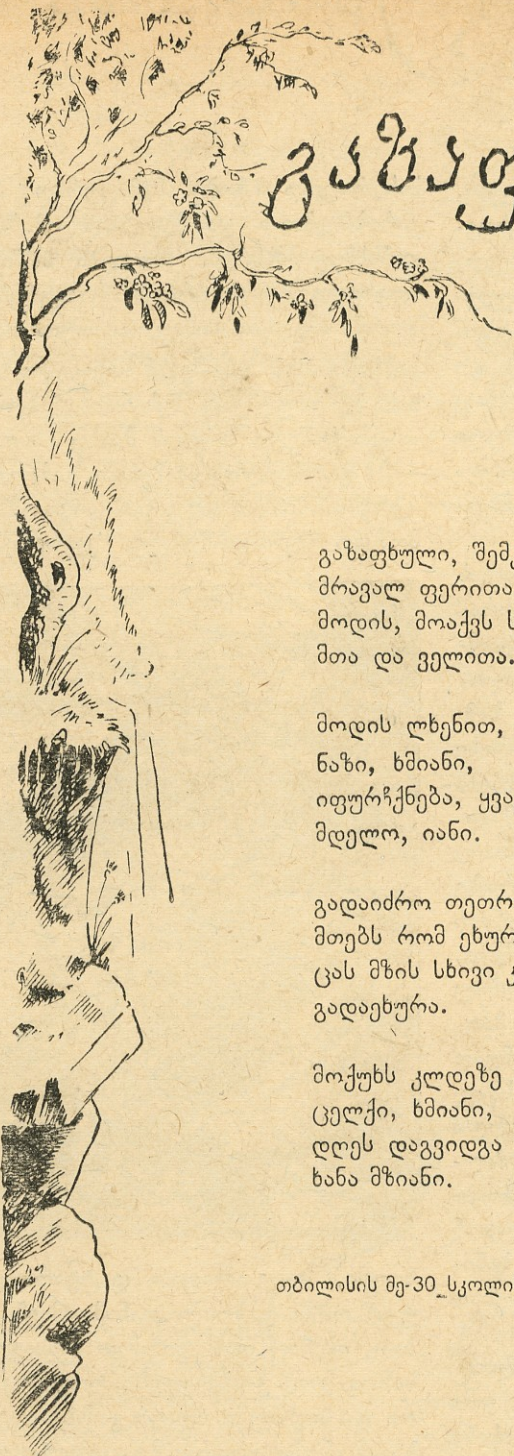 გაზაფ
გაზაფხული, შემკ
მრავალ ფერითა
მოდის, მოაქვს ს
მთა და ველითა.
მოდის ლხენით,
ნაზი, ხმიანი,
იფურჩქნება, ყვა
მდელო, იანი.
გადაიძრო თეთრ
მთებს რომ ეხურ
ცას მზის სხივი
გადაეხურა.
მოქუხს კლდეზე
ცელქი, ხმიანი,
დღეს დაგვიდგა
ხანა მზიანი.
თბილისის მე-30 სკოლი